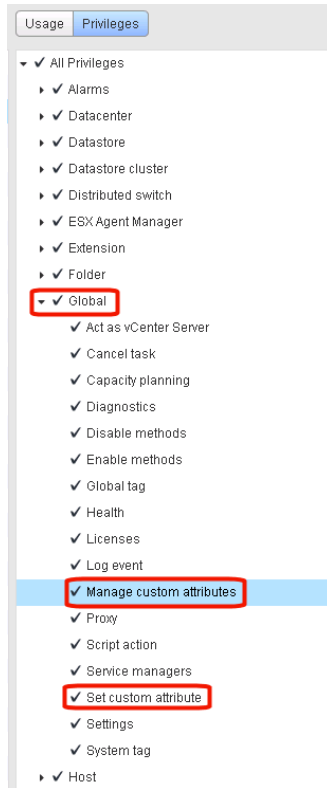 Usage Privileges
All Privileges
Alarms
Datacenter
Datastore
Datastore cluster
Distributed switch
ESX Agent Manager
Extension
Folder
Global
Act as vCenter Server
Cancel task
Capacity planning
Diagnostics
Disable methods
Enable methods
Global tag
Health
Licenses
Log event
Manage custom attributes
Proxy
Script action
Service managers
Set custom attribute
Settings
System tag
Host